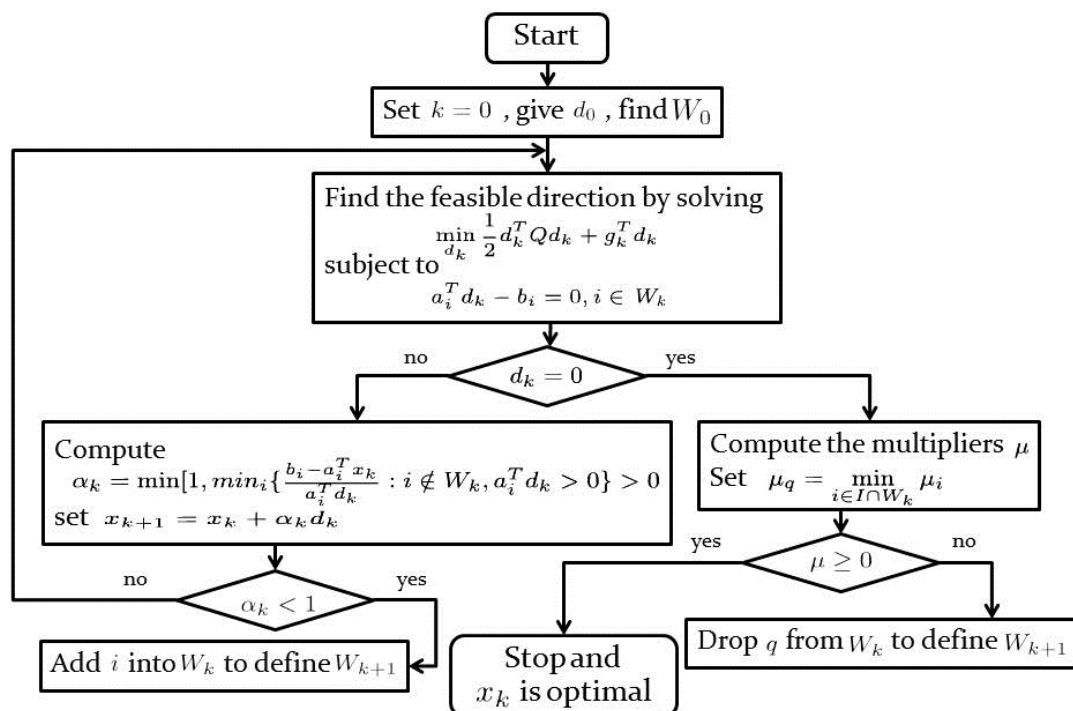 Start
Set k = 0 , give d_0 , find W_0
Find the feasible direction by solving
min_{d_k} \frac{1}{2} d_k^T Q d_k + g_k^T d_k
subject to
a_i^T d_k - b_i = 0, i ∈ W_k
no
yes
d_k = 0
Compute
α_k = min[1, min_i{\frac{b_i - a_i^T x_k}{a_i^T d_k} : i ∉ W_k, a_i^T d_k > 0} > 0
set x_{k+1} = x_k + α_k d_k
Compute the multipliers μ
Set μ_q = min_{i∈I∩W_k} μ_i
no
yes
α_k < 1
yes
no
μ ≥ 0
Add i into W_k to define W_{k+1}
Stop and
x_k is optimal
Drop q from W_k to define W_{k+1}